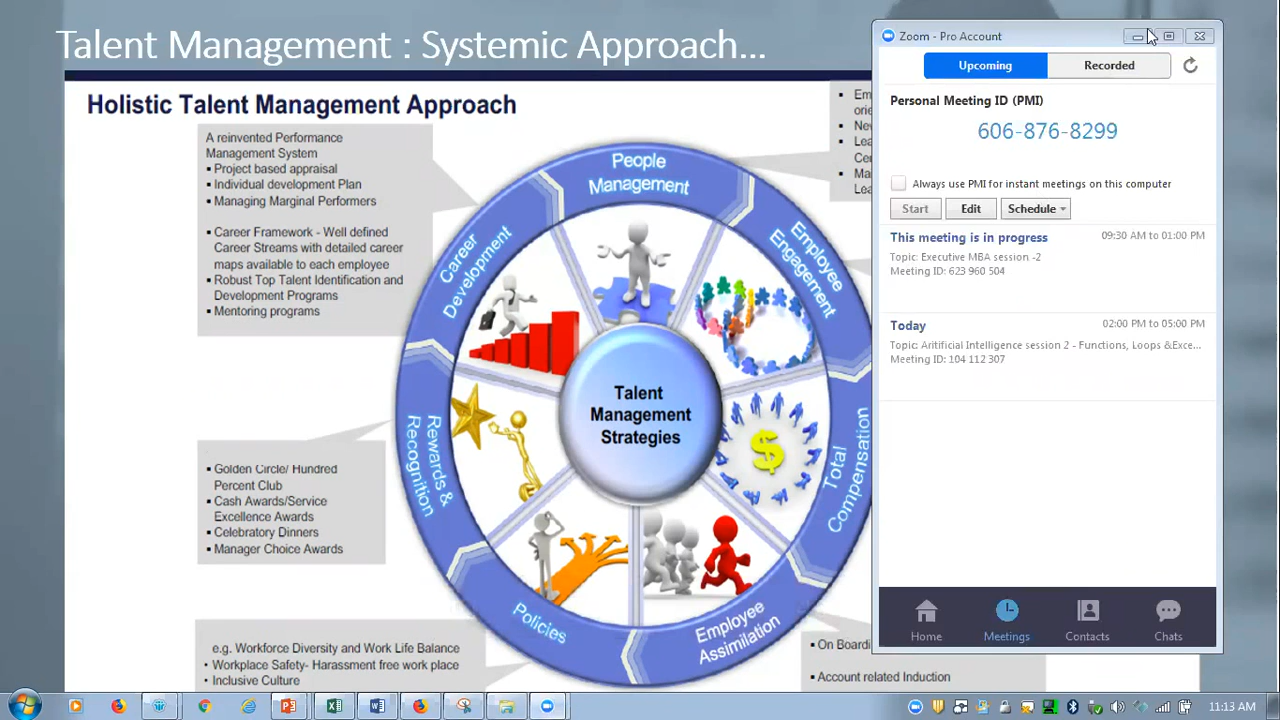 Talent Management : Systemic Approach...
Holistic Talent Management Approach
A reinvented Performance
Management System
▪ Project based appraisal
▪ Individual development Plan
▪ Managing Marginal Performers
▪ Career Framework - Well defined
Career Streams with detailed career
maps available to each employee
▪ Robust Top Talent Identification and
Development Programs
▪ Mentoring programs
▪ Golden Circle/ Hundred
Percent Club
▪ Cash Awards/Service
Excellence Awards
▪ Celebratory Dinners
▪ Manager Choice Awards
e.g. Workforce Diversity and Work Life Balance
• Workplace Safety- Harassment free work place
• Inclusive Culture
People
Management
Employee
Engagement
Total
Compensation
Employee
Assimilation
Policies
Rewards &
Recognition
Career
Development
Talent
Management
Strategies
$
▪ Account related Induction
Zoom - Pro Account
Upcoming
Recorded
Personal Meeting ID (PMI)
606-876-8299
Always use PMI for instant meetings on this computer
Start
Edit
Schedule
This meeting is in progress
09:30 AM to 01:00 PM
Topic: Executive MBA session -2
Meeting ID: 623 960 504
Today
02:00 PM to 05:00 PM
Topic: Aritificial Intelligence session 2 - Functions, Loops &Exce...
Meeting ID: 104 112 307
Home
Meetings
Contacts
Chats
11:13 AM